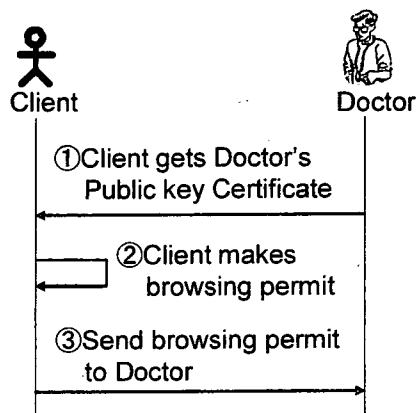 Client
Doctor
①Client gets Doctor's
Public key Certificate
②Client makes
browsing permit
③Send browsing permit
to Doctor